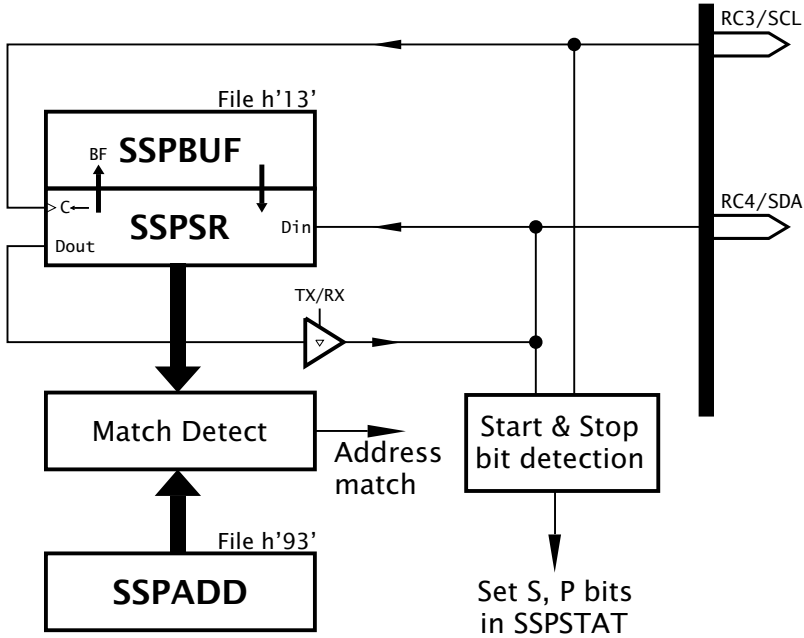 RC3/SCL
File h'13'
SSPBUF
BF
C
RC4/SDA
SSPSR
Din
Dout
TX/RX
Match Detect
Address
match
Start & Stop
bit detection
File h'93'
SSPADD
Set S, P bits
in SSPSTAT